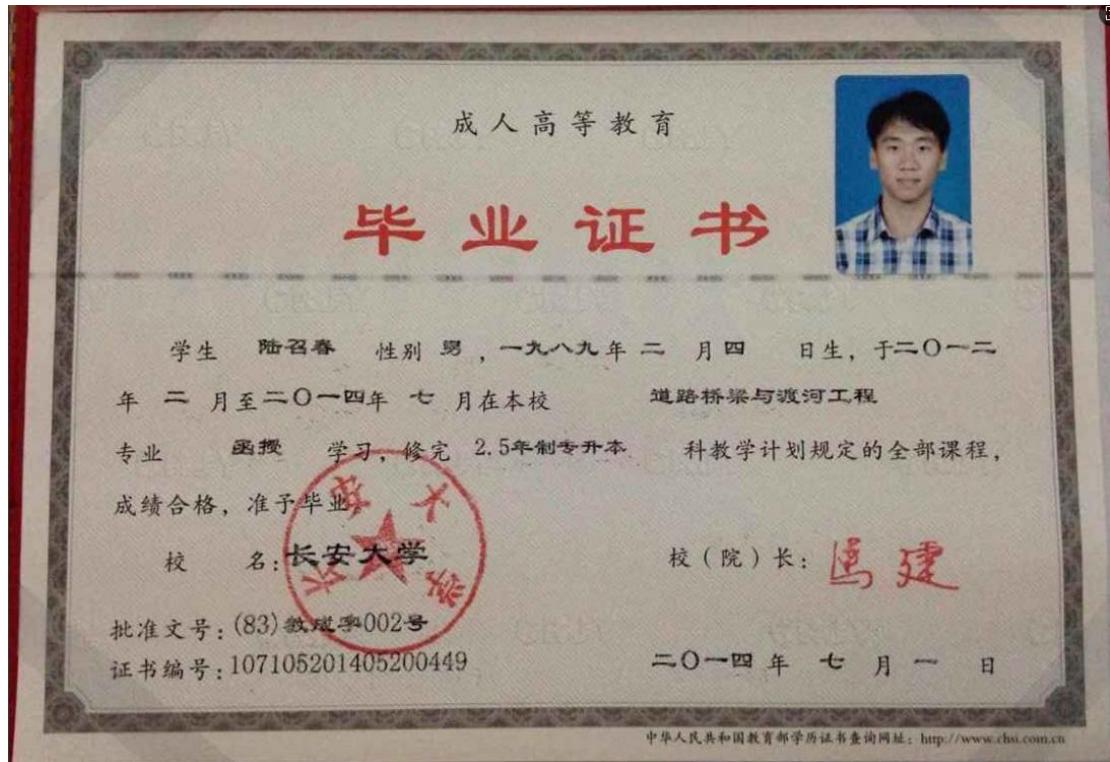 成人高等教育
毕业证书
学生 陆召春 性别 男，一九八九年 二 月四 日生，于二〇一二
年 二 月至二〇一四年 七 月在本校 道路桥梁与渡河工程
专业 函授 学习，修完 2.5年制专升本 科教学计划规定的全部课程，
成绩合格，准予毕业。
校 名：长安大学 校（院）长：马建
长安大学
批准文号：(83)教成字002号
证书编号：107105201405200449 二〇一四年 七 月 一 日
中华人民共和国教育部学历证书查询网址：http://www.chsi.com.cn